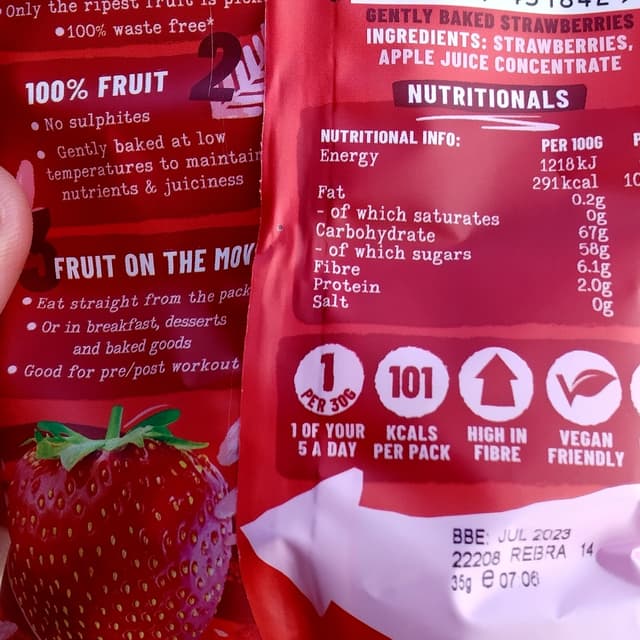 Only the ripest fruit is
100% waste free*
2
100% FRUIT
No sulphites
Gently baked at low
temperatures to maintain
nutrients & juiciness
3
FRUIT ON THE MOV
Eat straight from the pack
Or in breakfast, desserts
and baked goods
Good for pre/post workout
GENTLY BAKED STRAWBERRIES
INGREDIENTS: STRAWBERRIES,
APPLE JUICE CONCENTRATE
NUTRITIONALS
NUTRITIONAL INFO: PER 100G
Energy 1218kJ
291kcal 10
Fat 0.2g
- of which saturates 0g
Carbohydrate 67g
- of which sugars 58g
Fibre 6.1g
Protein 2.0g
Salt 0g
1 PER 30G
101
1 OF YOUR 5 A DAY
KCALS PER PACK
HIGH IN FIBRE
VEGAN FRIENDLY
BBE: JUL 2023
22208 REBRA 14
35g e 07 06